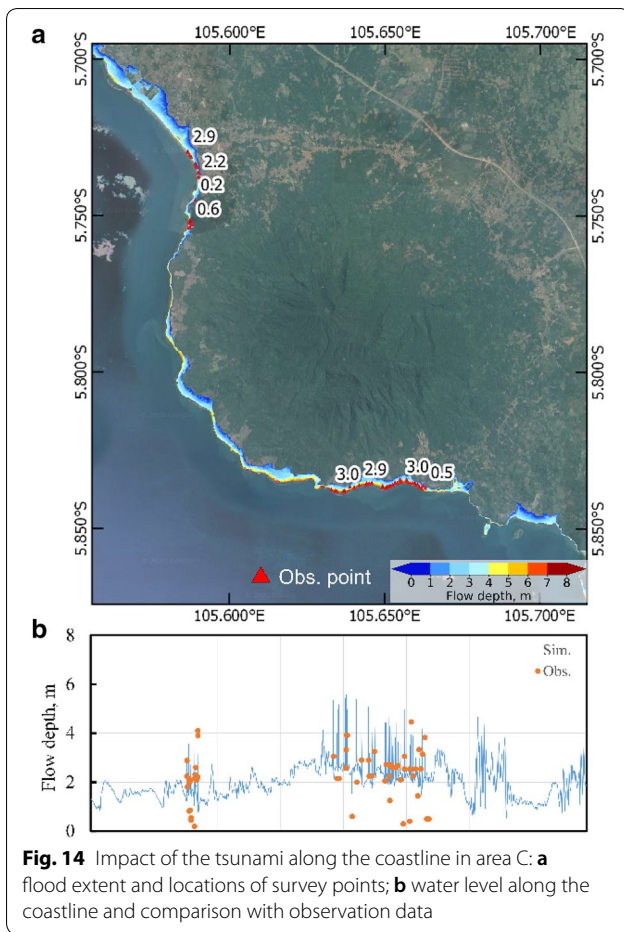 a
105.600°E 105.650°E 105.700°E
5.700°S 5.700°S
2.9
2.2
0.2
0.6
5.750°S 5.750°S
5.800°S 5.800°S
3.0 2.9 3.0 0.5
5.850°S 5.850°S
Obs. point
0 1 2 3 4 5 6 7 8
Flow depth, m
105.600°E 105.650°E 105.700°E
b
8
6
4
2
0
Flow depth, m
Sim.
Obs.
Fig. 14 Impact of the tsunami along the coastline in area C: a
flood extent and locations of survey points; b water level along the
coastline and comparison with observation data